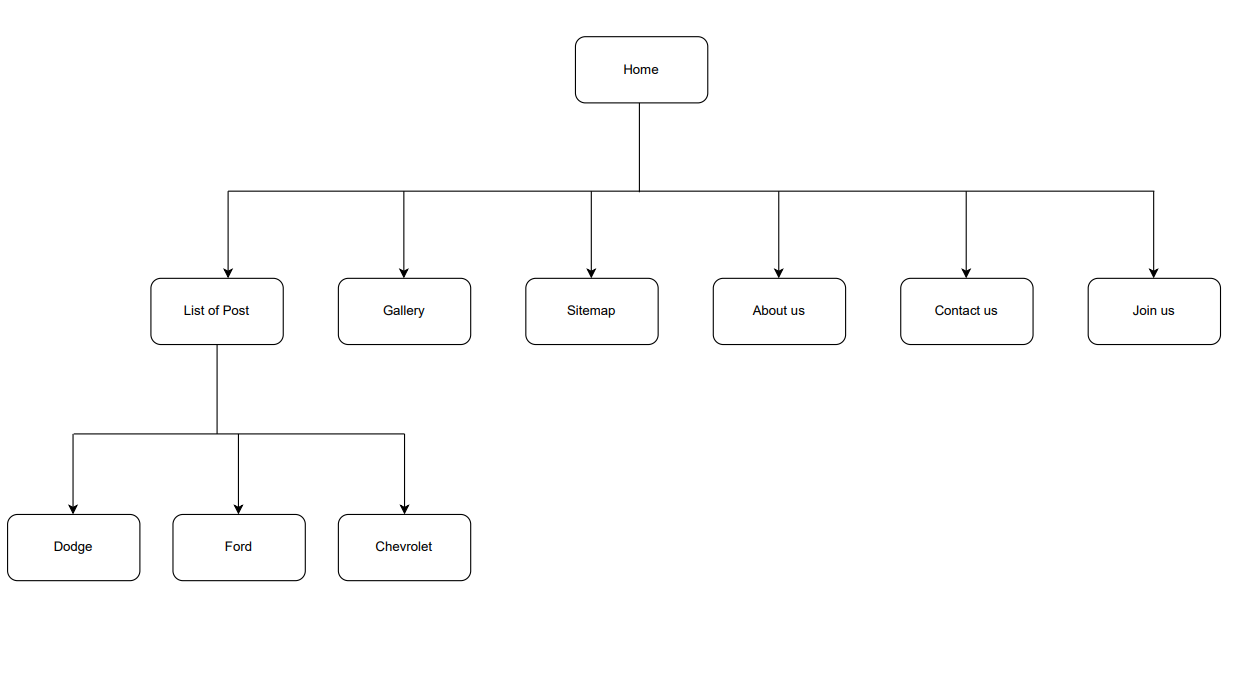 Home
List of Post
Gallery
Sitemap
About us
Contact us
Join us
Dodge
Ford
Chevrolet